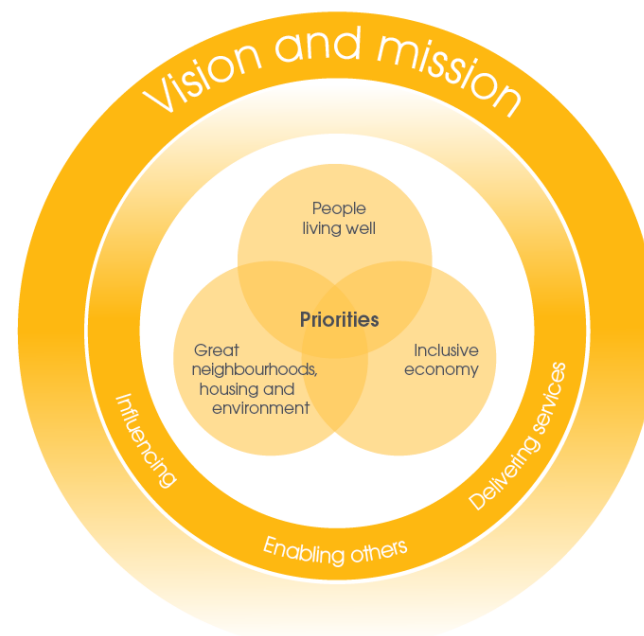 Vision and mission
People
living well
Priorities
Great
neighbourhoods,
housing and
environment
Inclusive
economy
Influencing
Enabling others
Delivering services